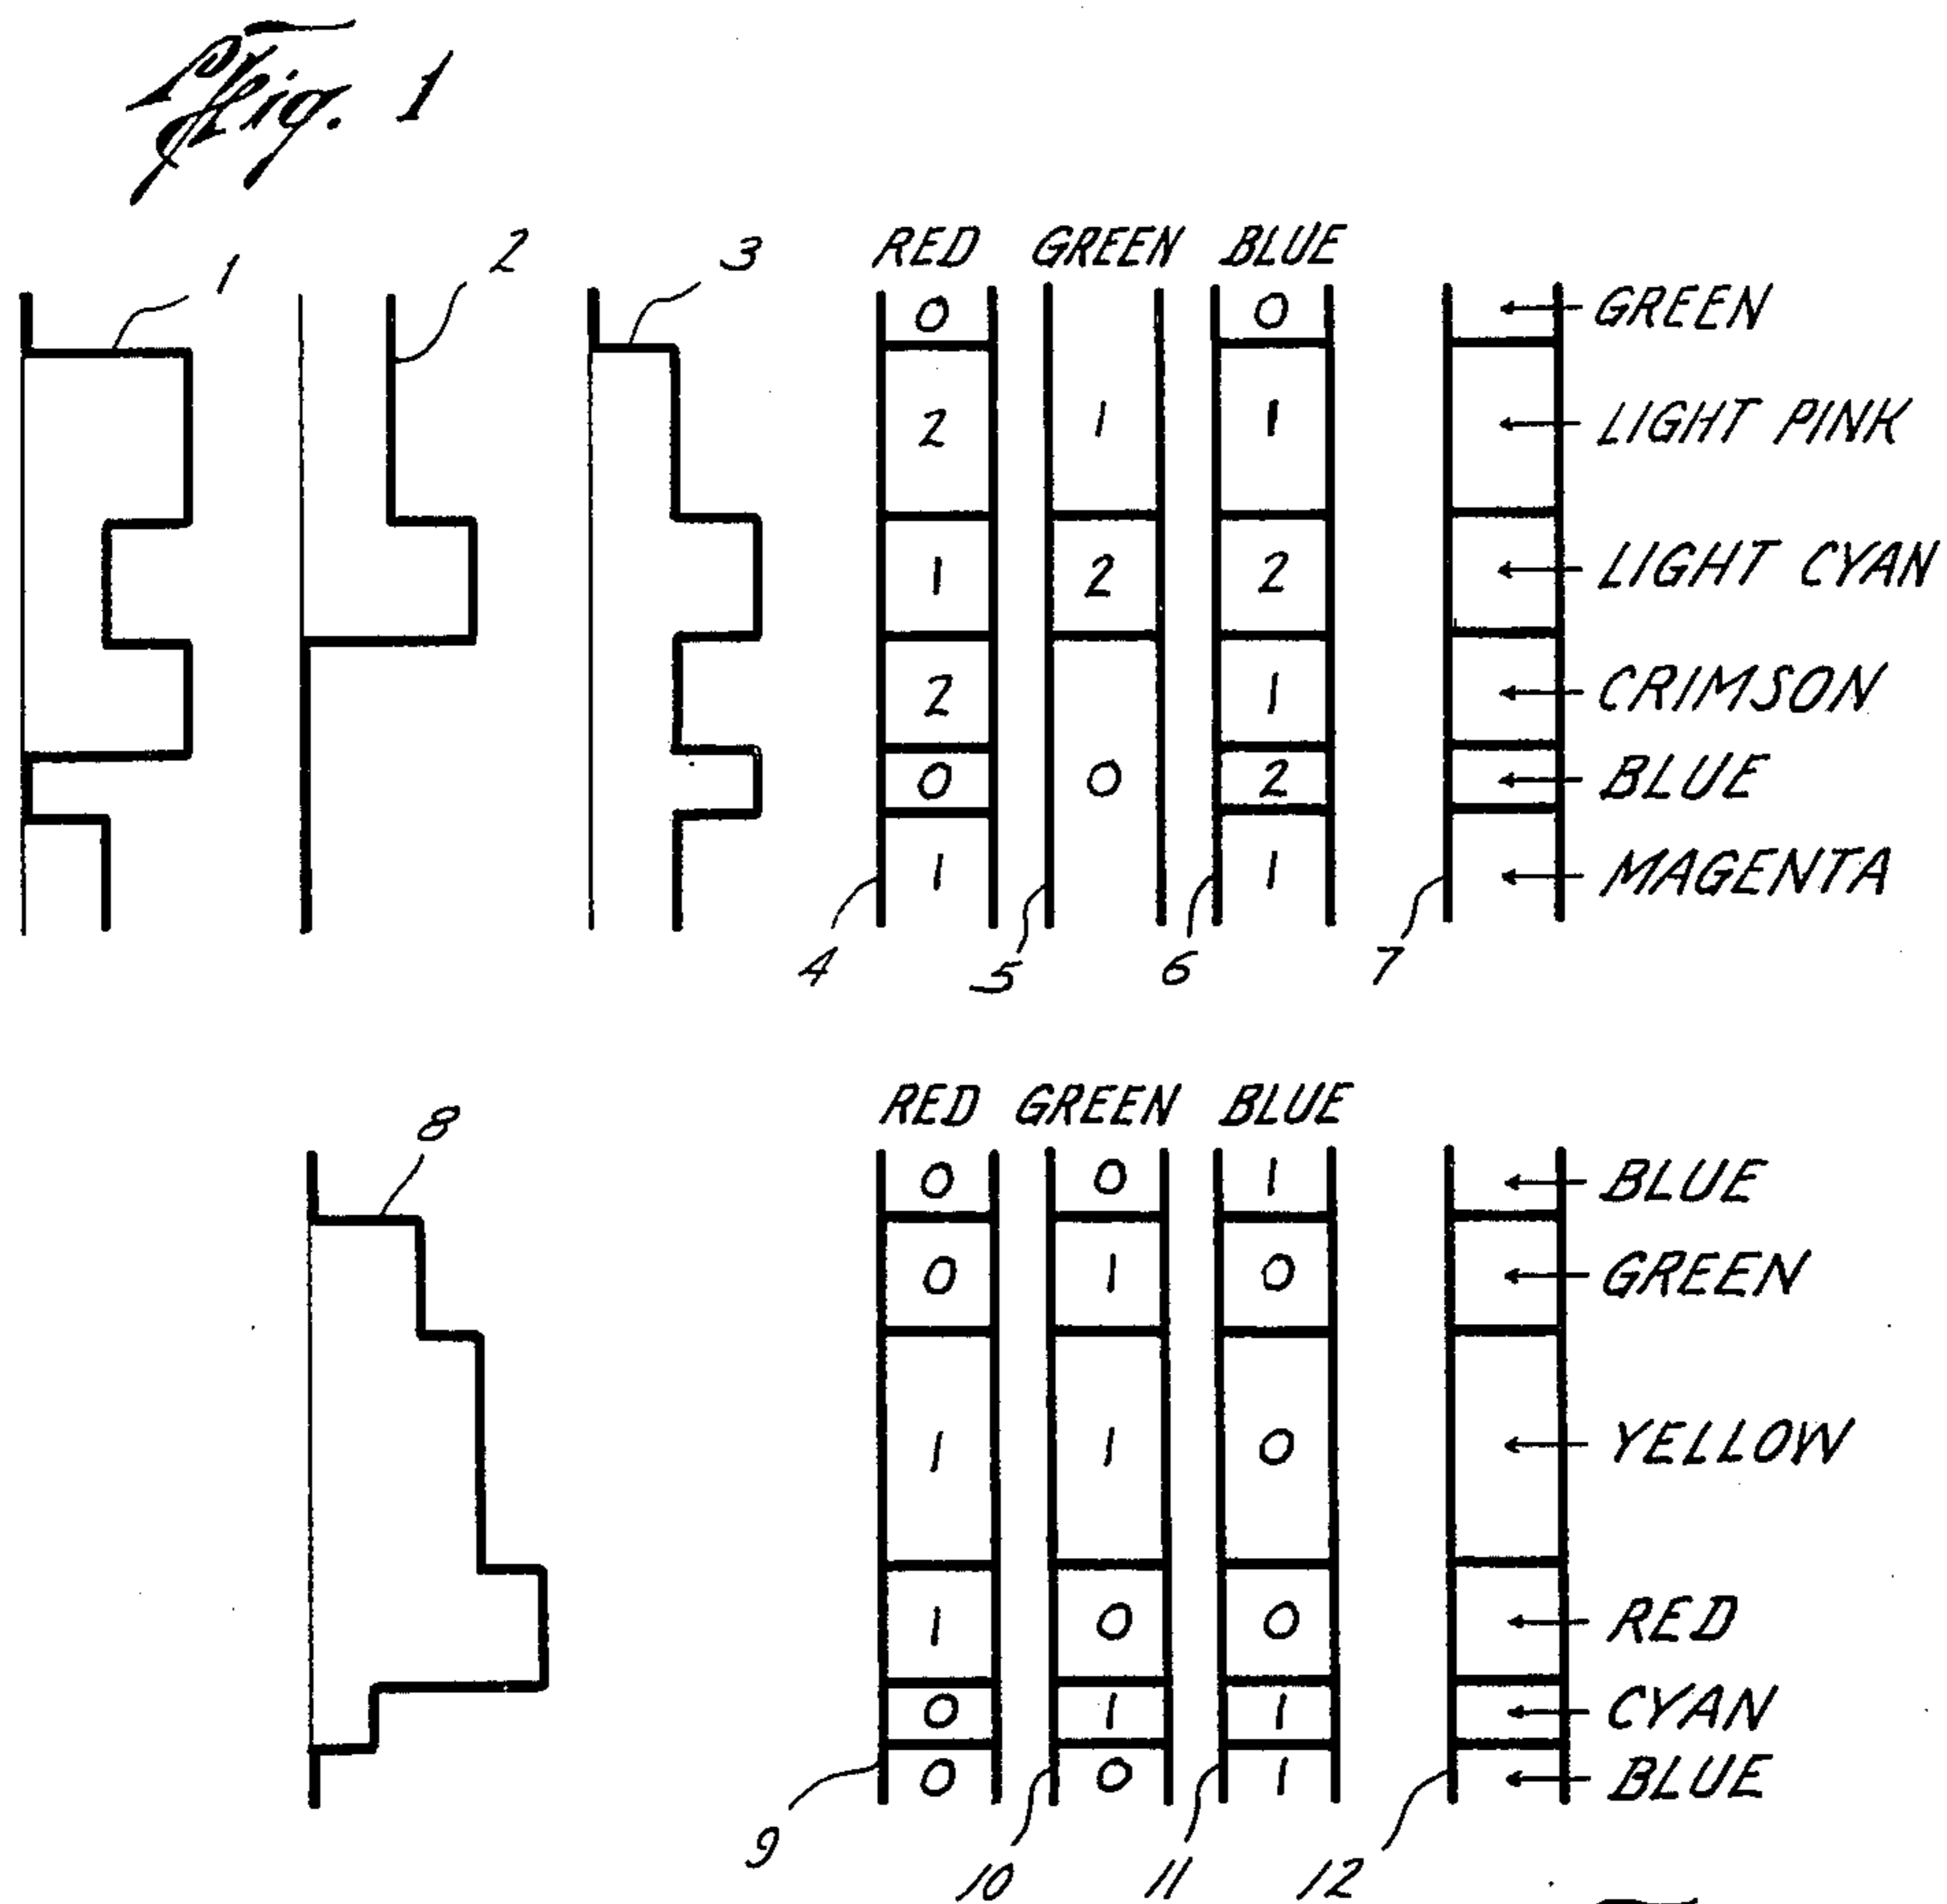 Fig. 1
1 2 3 RED GREEN BLUE
0 0 GREEN
2 1 1 LIGHT PINK
1 2 2 LIGHT CYAN
2 1 CRIMSON
0 0 2 BLUE
1 1 MAGENTA
4 5 6 7
8 RED GREEN BLUE
0 0 1 BLUE
0 1 0 GREEN
1 1 0 YELLOW
1 0 0 RED
0 1 1 CYAN
0 0 1 BLUE
9 10 11 12